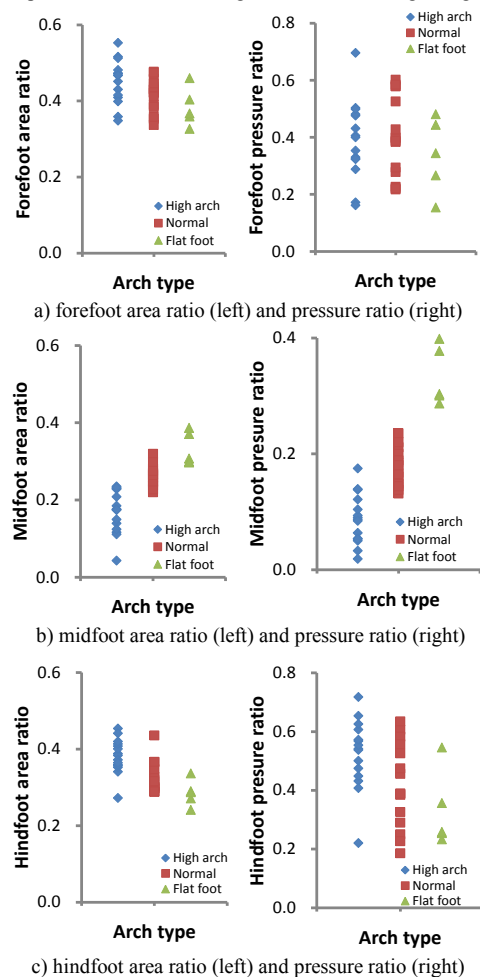 0.6
0.4
0.2
0.0
Forefoot area ratio
High arch
Normal
Flat foot
Arch type
0.8
0.6
0.4
0.2
0.0
Forefoot pressure ratio
High arch
Normal
Flat foot
Arch type
a) forefoot area ratio (left) and pressure ratio (right)
0.6
0.4
0.2
0.0
Midfoot area ratio
High arch
Normal
Flat foot
Arch type
0.4
0.2
0.0
Midfoot presure ratio
High arch
Normal
Flat foot
Arch type
b) midfoot area ratio (left) and pressure ratio (right)
0.6
0.4
0.2
0.0
Hindfoot area ratio
High arch
Normal
Flat foot
Arch type
0.8
0.6
0.4
0.2
0.0
Hindfoot pressure ratio
High arch
Normal
Flat foot
Arch type
c) hindfoot area ratio (left) and pressure ratio (right)